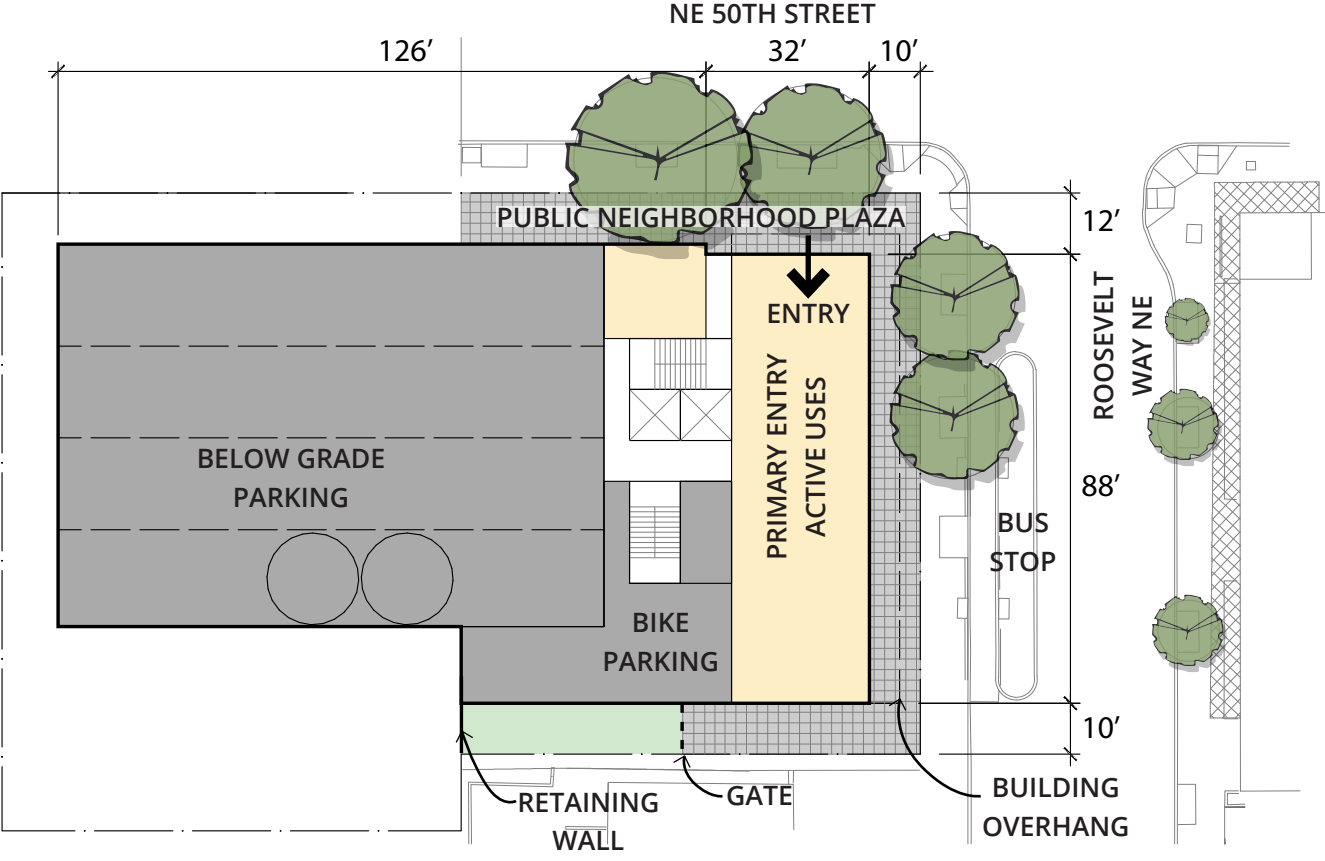 NE 50TH STREET
126’
32’
10’
PUBLIC NEIGHBORHOOD PLAZA
12’
ENTRY
ROOSEVELT
WAY NE
PRIMARY ENTRY
ACTIVE USES
BELOW GRADE
PARKING
88’
BUS
STOP
BIKE
PARKING
10’
RETAINING
WALL
GATE
BUILDING
OVERHANG